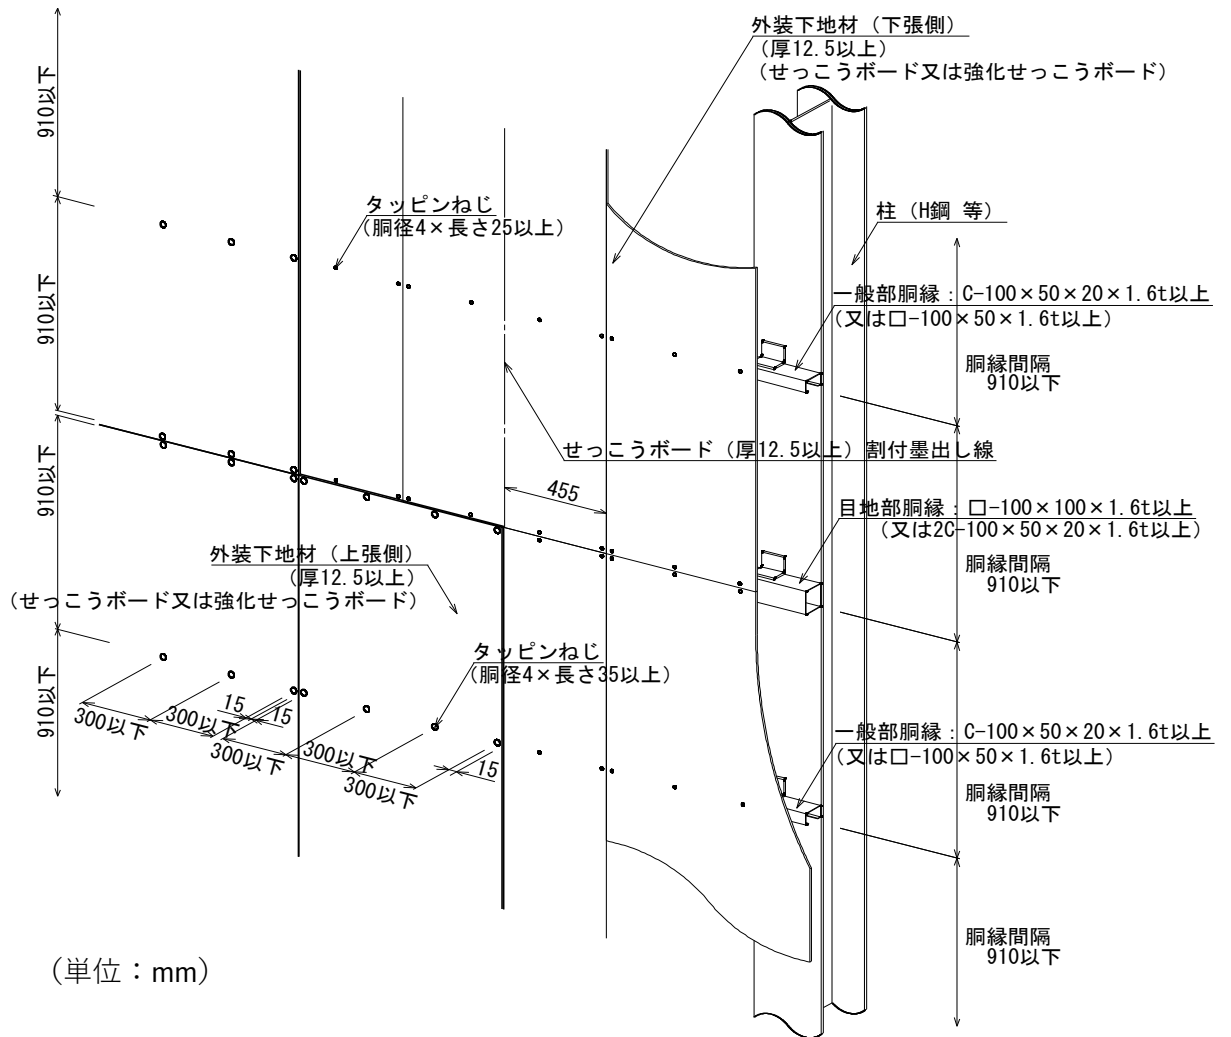 外装下地材（下張側）
（厚12.5以上）
（せっこうボード又は強化せっこうボード）
910以下
タッピンねじ
（胴径4×長さ25以上）
柱（H鋼 等）
910以下
一般部胴縁：C-100×50×20×1.6t以上
（又は□-100×50×1.6t以上）
胴縁間隔
910以下
せっこうボード（厚12.5以上）割付墨出し線
910以下
455
目地部胴縁：□-100×100×1.6t以上
（又は2C-100×50×20×1.6t以上）
外装下地材（上張側）
（厚12.5以上）
（せっこうボード又は強化せっこうボード）
胴縁間隔
910以下
タッピンねじ
（胴径4×長さ35以上）
910以下
15
15
300以下
300以下
300以下
300以下
300以下
15
一般部胴縁：C-100×50×20×1.6t以上
（又は□-100×50×1.6t以上）
胴縁間隔
910以下
胴縁間隔
910以下
（単位：mm）